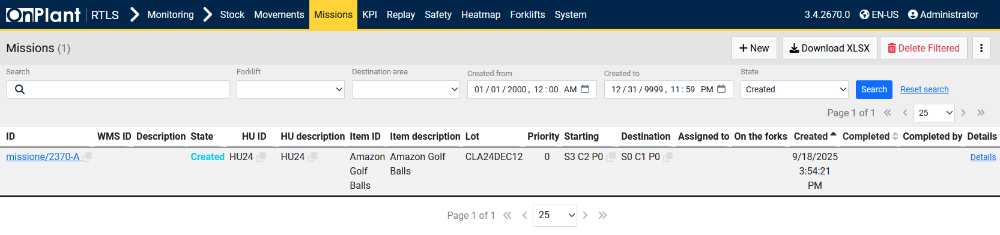 OnPlant RTLS Monitoring Stock Movements Missions KPI Replay Safety Heatmap Forklifts System 3.4.2670.0 EN-US Administrator
Missions (1) New Download XLSX Delete Filtered
Search Forklift Destination area Created from Created to State
01/01/2000, 12:00 AM 12/31/9999, 11:59 PM Created Search Reset search
Page 1 of 1 25
ID WMS ID Description State HU ID HU description Item ID Item description Lot Priority Starting Destination Assigned to On the forks Created Completed Completed by Details
missione/2370-A Created HU24 HU24 Amazon Amazon Golf CLA24DEC12 0 S3 C2 P0 S0 C1 P0 9/18/2025 Details
Golf Balls 3:54:21
Balls PM
Page 1 of 1 25